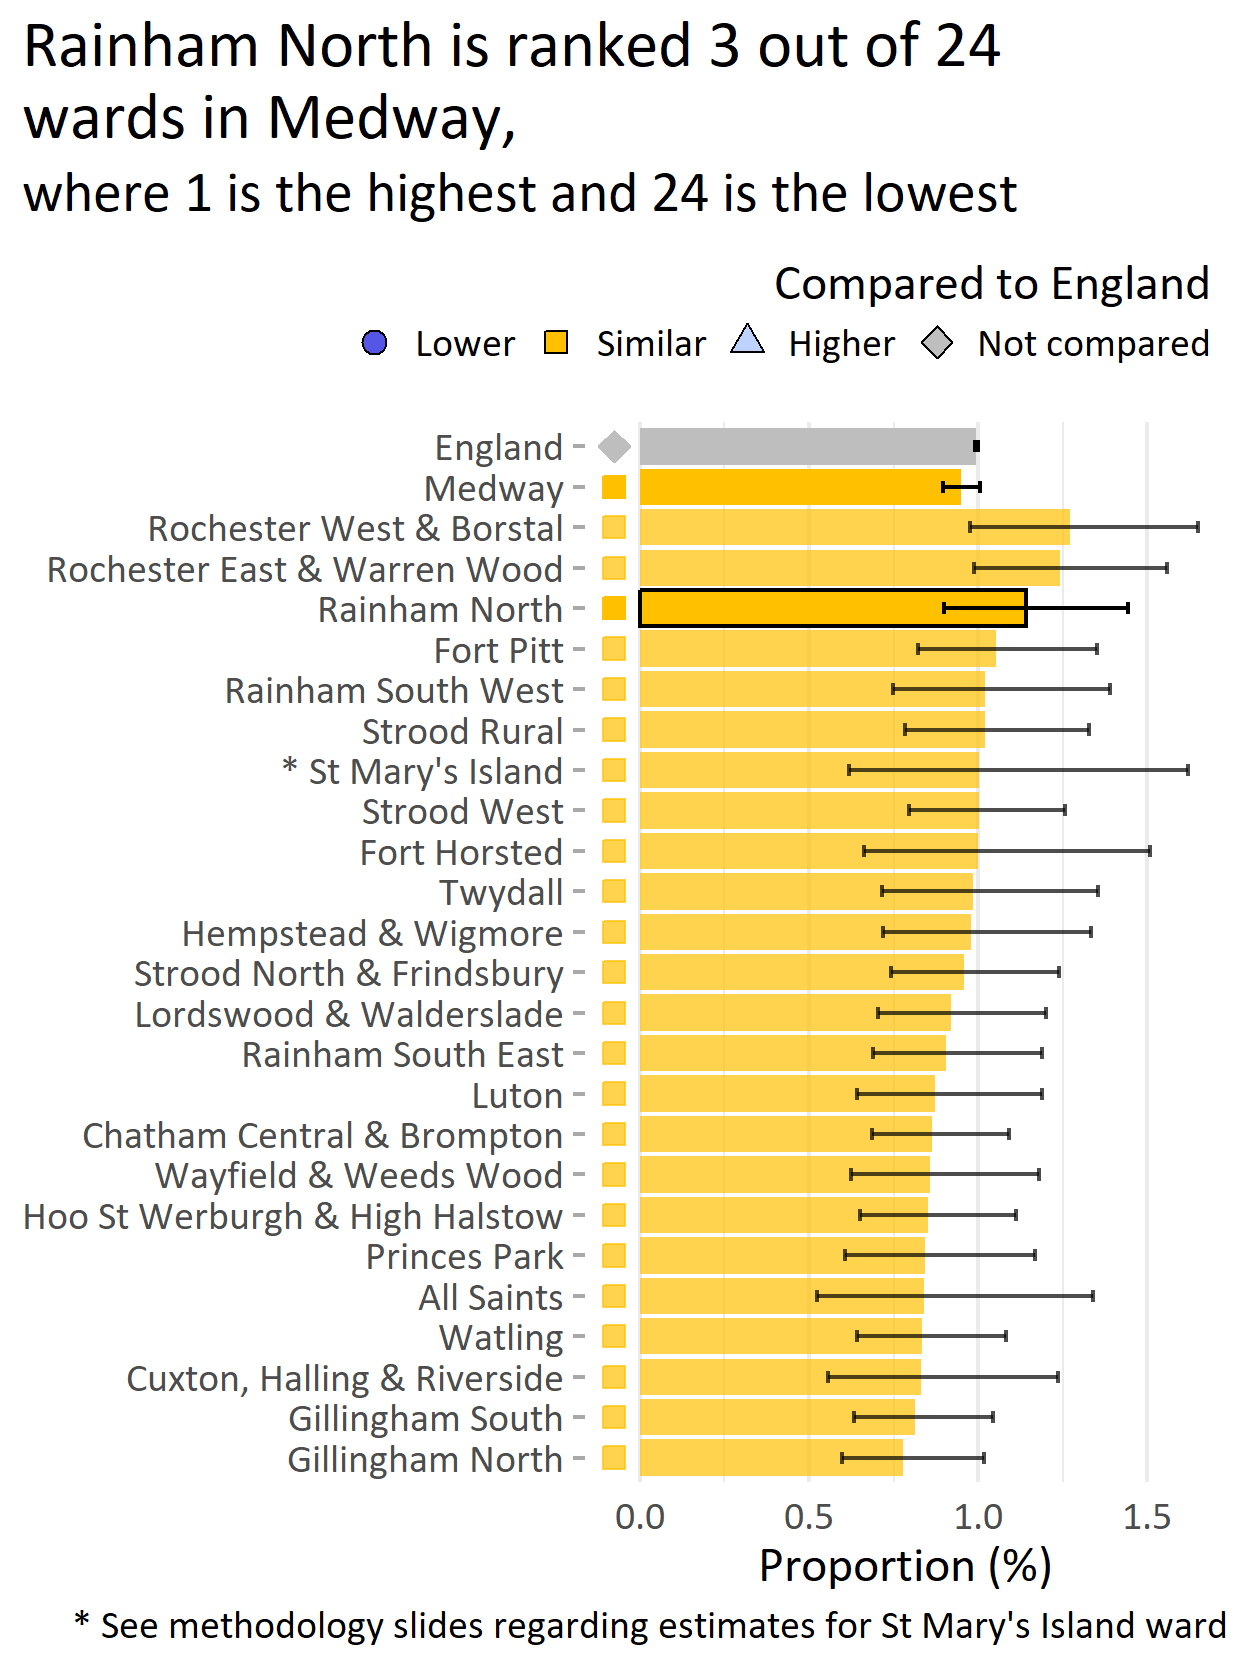 Rainham North is ranked 3 out of 24
wards in Medway,
where 1 is the highest and 24 is the lowest
Compared to England
Lower Similar Higher Not compared
England
Medway
Rochester West & Borstal
Rochester East & Warren Wood
Rainham North
Fort Pitt
Rainham South West
Strood Rural
* St Mary's Island
Strood West
Fort Horsted
Twydall
Hempstead & Wigmore
Strood North & Frindsbury
Lordswood & Walderslade
Rainham South East
Luton
Chatham Central & Brompton
Wayfield & Weeds Wood
Hoo St Werburgh & High Halstow
Princes Park
All Saints
Watling
Cuxton, Halling & Riverside
Gillingham South
Gillingham North
0.0 0.5 1.0 1.5
Proportion (%)
* See methodology slides regarding estimates for St Mary's Island ward